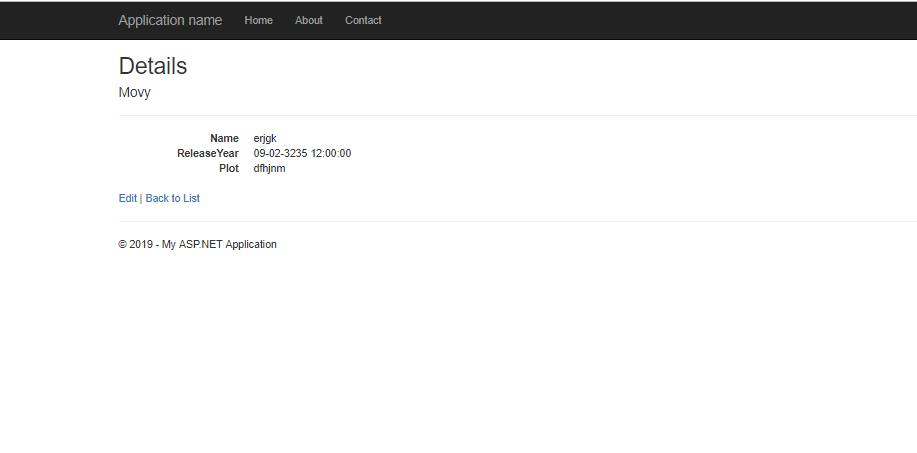 Application name Home About Contact
Details
Movy
Name erjgk
ReleaseYear 09-02-3235 12:00:00
Plot dfhjnm
Edit | Back to List
© 2019 - My ASP.NET Application